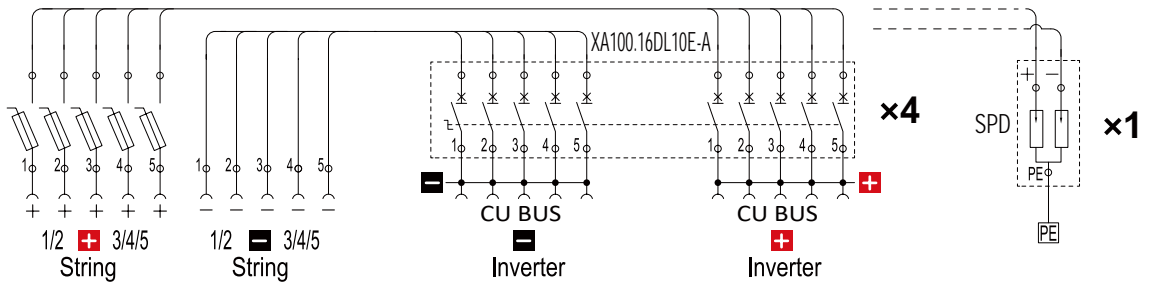 XA100.16DL10E-A
×4
+ −
SPD
×1
1 2 3 4 5
1 2 3 4 5
1 2 3 4 5
1 2 3 4 5
PE
− +
+ + + + +
− − − − −
CU BUS
CU BUS
PE
1/2 + 3/4/5
String
1/2 − 3/4/5
String
−
Inverter
+
Inverter